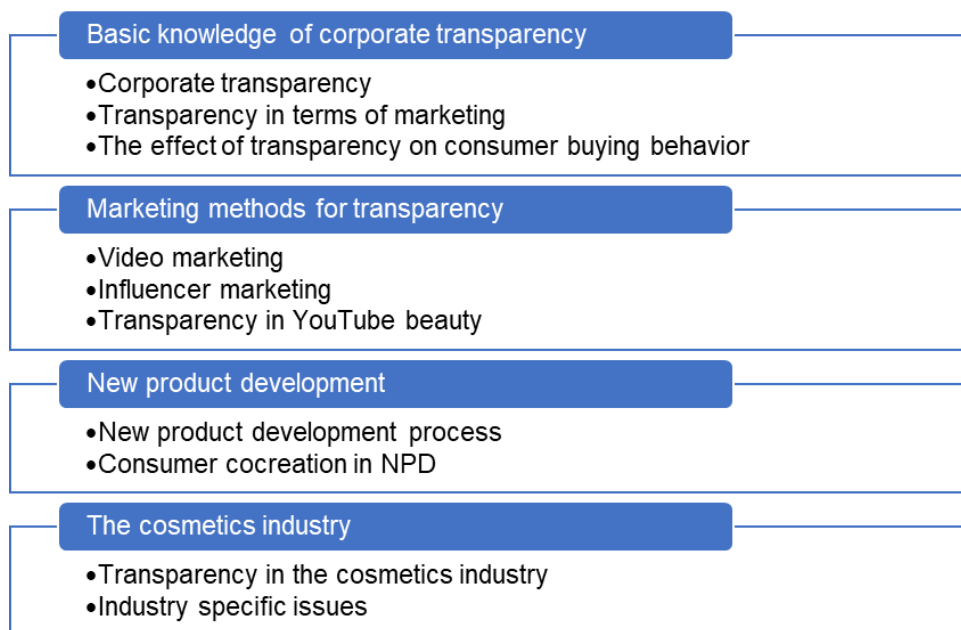 Basic knowledge of corporate transparency
•Corporate transparency
•Transparency in terms of marketing
•The effect of transparency on consumer buying behavior
Marketing methods for transparency
•Video marketing
•Influencer marketing
•Transparency in YouTube beauty
New product development
•New product development process
•Consumer cocreation in NPD
The cosmetics industry
•Transparency in the cosmetics industry
•Industry specific issues